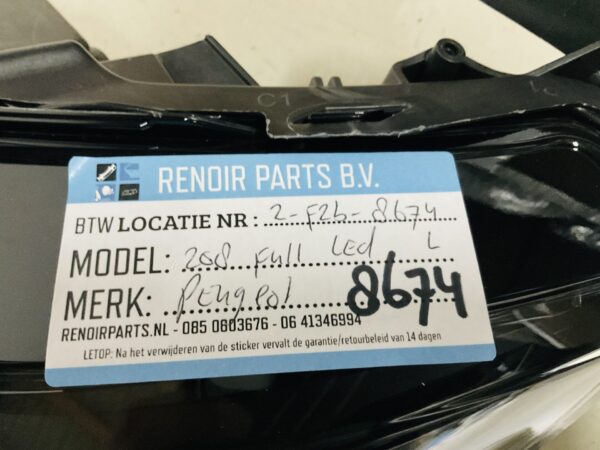 C1
RENOIR PARTS B.V.
BTW LOCATIE NR : 2-F2b-8674
MODEL: 208 Full Led L
MERK: Peugeot 8674
RENOIRPARTS.NL - 085 0603676 - 06 41346994
LETOP: Na het verwijderen van de sticker vervalt de garantie/retourbeleid van 14 dagen